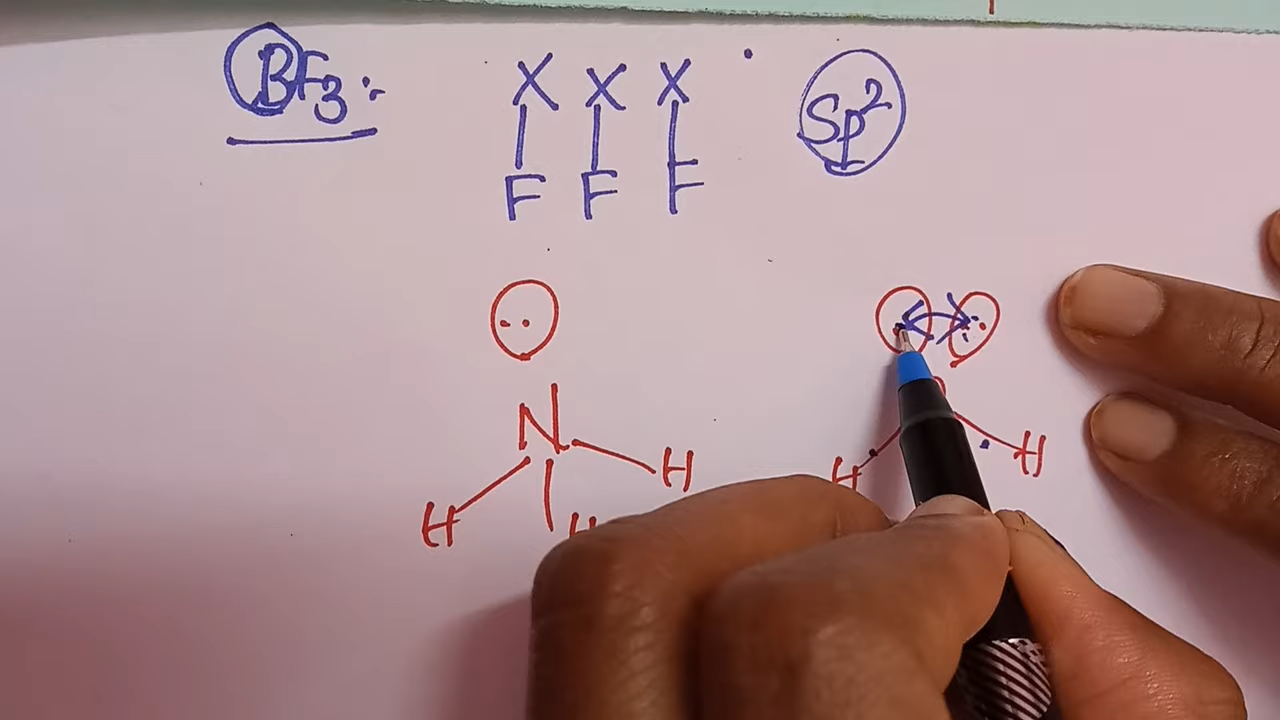 BF3:- X X X Sp2
F F F
N
H H H
H H